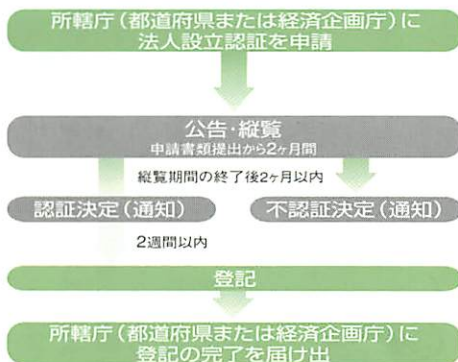 所轄庁（都道府県または経済企画庁）に
法人設立認証を申請
公告・縦覧
申請書類提出から2ヶ月間
縦覧期間の終了後2ヶ月以内
認証決定（通知）
不認証決定（通知）
2週間以内
登記
所轄庁（都道府県または経済企画庁）に
登記の完了を届け出